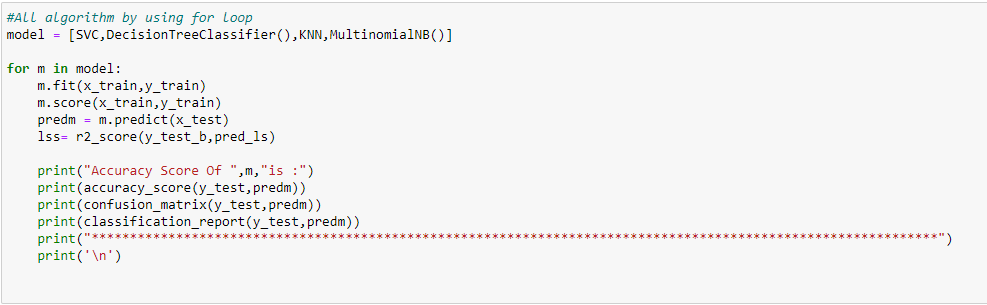 #All algorithm by using for loop
model = [SVC,DecisionTreeClassifier(),KNN,MultinomialNB()]

for m in model:
    m.fit(x_train,y_train)
    m.score(x_train,y_train)
    predm = m.predict(x_test)
    lss= r2_score(y_test_b,pred_ls)

    print("Accuracy Score Of ",m,"is :")
    print(accuracy_score(y_test,predm))
    print(confusion_matrix(y_test,predm))
    print(classification_report(y_test,predm))
    print("**************************************************************************************************************")
    print('\n')